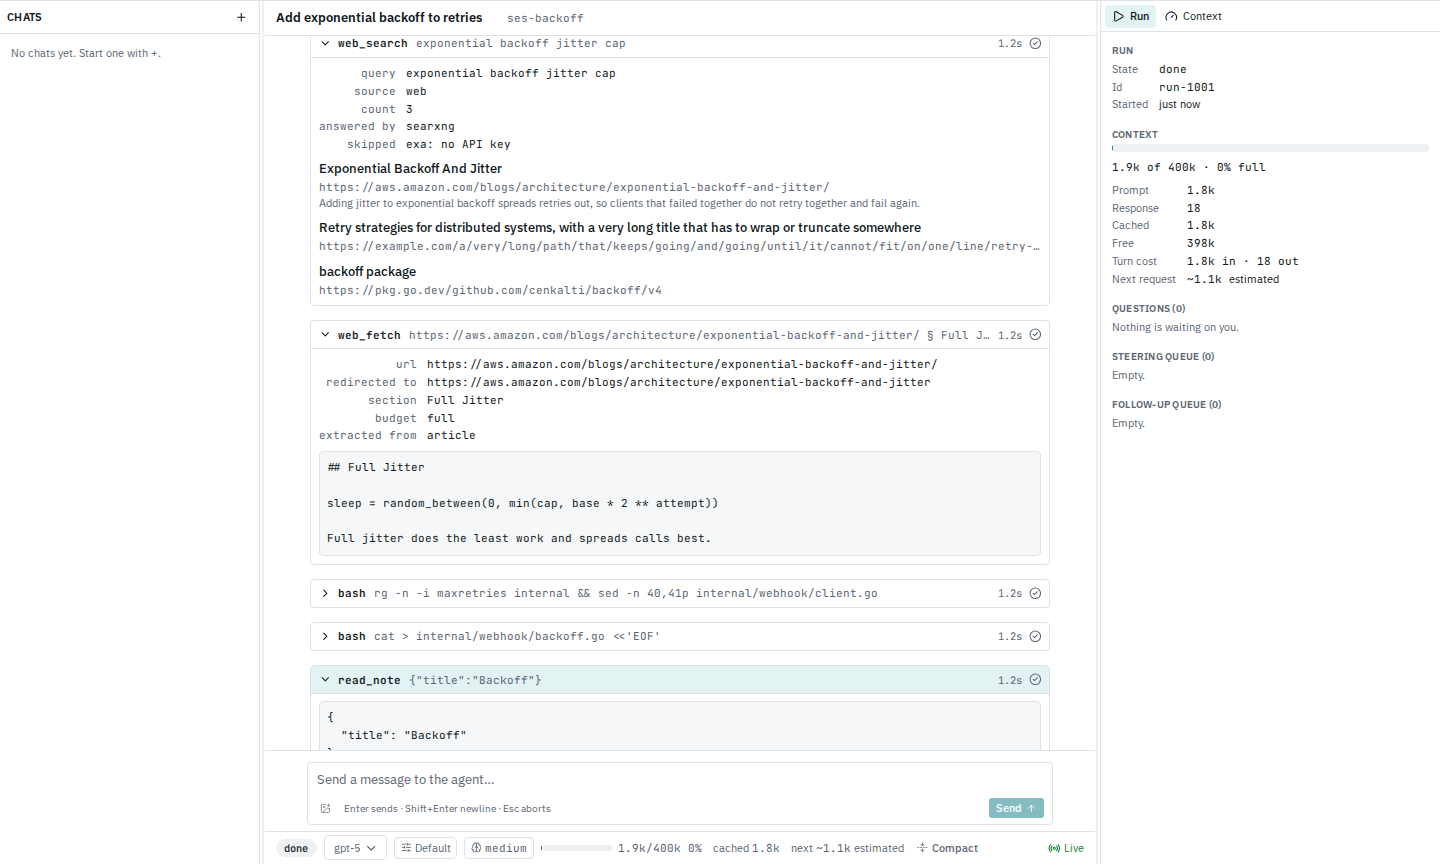 CHATS
No chats yet. Start one with +.
Add exponential backoff to retries ses-backoff
web_search exponential backoff jitter cap 1.2s
query exponential backoff jitter cap
source web
count 3
answered by searxng
skipped exa: no API key
Exponential Backoff And Jitter
https://aws.amazon.com/blogs/architecture/exponential-backoff-and-jitter/
Adding jitter to exponential backoff spreads retries out, so clients that failed together do not retry together and fail again.
Retry strategies for distributed systems, with a very long title that has to wrap or truncate somewhere
https://example.com/a/very/long/path/that/keeps/going/and/going/until/it/cannot/fit/on/one/line/retry-…
backoff package
https://pkg.go.dev/github.com/cenkalti/backoff/v4
web_fetch https://aws.amazon.com/blogs/architecture/exponential-backoff-and-jitter/ § Full J… 1.2s
url https://aws.amazon.com/blogs/architecture/exponential-backoff-and-jitter/
redirected to https://aws.amazon.com/blogs/architecture/exponential-backoff-and-jitter
section Full Jitter
budget full
extracted from article
## Full Jitter
sleep = random_between(0, min(cap, base * 2 ** attempt))
Full jitter does the least work and spreads calls best.
bash rg -n -i maxretries internal && sed -n 40,41p internal/webhook/client.go 1.2s
bash cat > internal/webhook/backoff.go <<'EOF' 1.2s
read_note {"title":"Backoff"} 1.2s
{
"title": "Backoff"
Send a message to the agent…
Enter sends · Shift+Enter newline · Esc aborts
Send
done gpt-5 Default medium 1.9k/400k 0% cached 1.8k next ~1.1k estimated Compact Live
Run Context
RUN
State done
Id run-1001
Started just now
CONTEXT
1.9k of 400k · 0% full
Prompt 1.8k
Response 18
Cached 1.8k
Free 398k
Turn cost 1.8k in · 18 out
Next request ~1.1k estimated
QUESTIONS (0)
Nothing is waiting on you.
STEERING QUEUE (0)
Empty.
FOLLOW-UP QUEUE (0)
Empty.